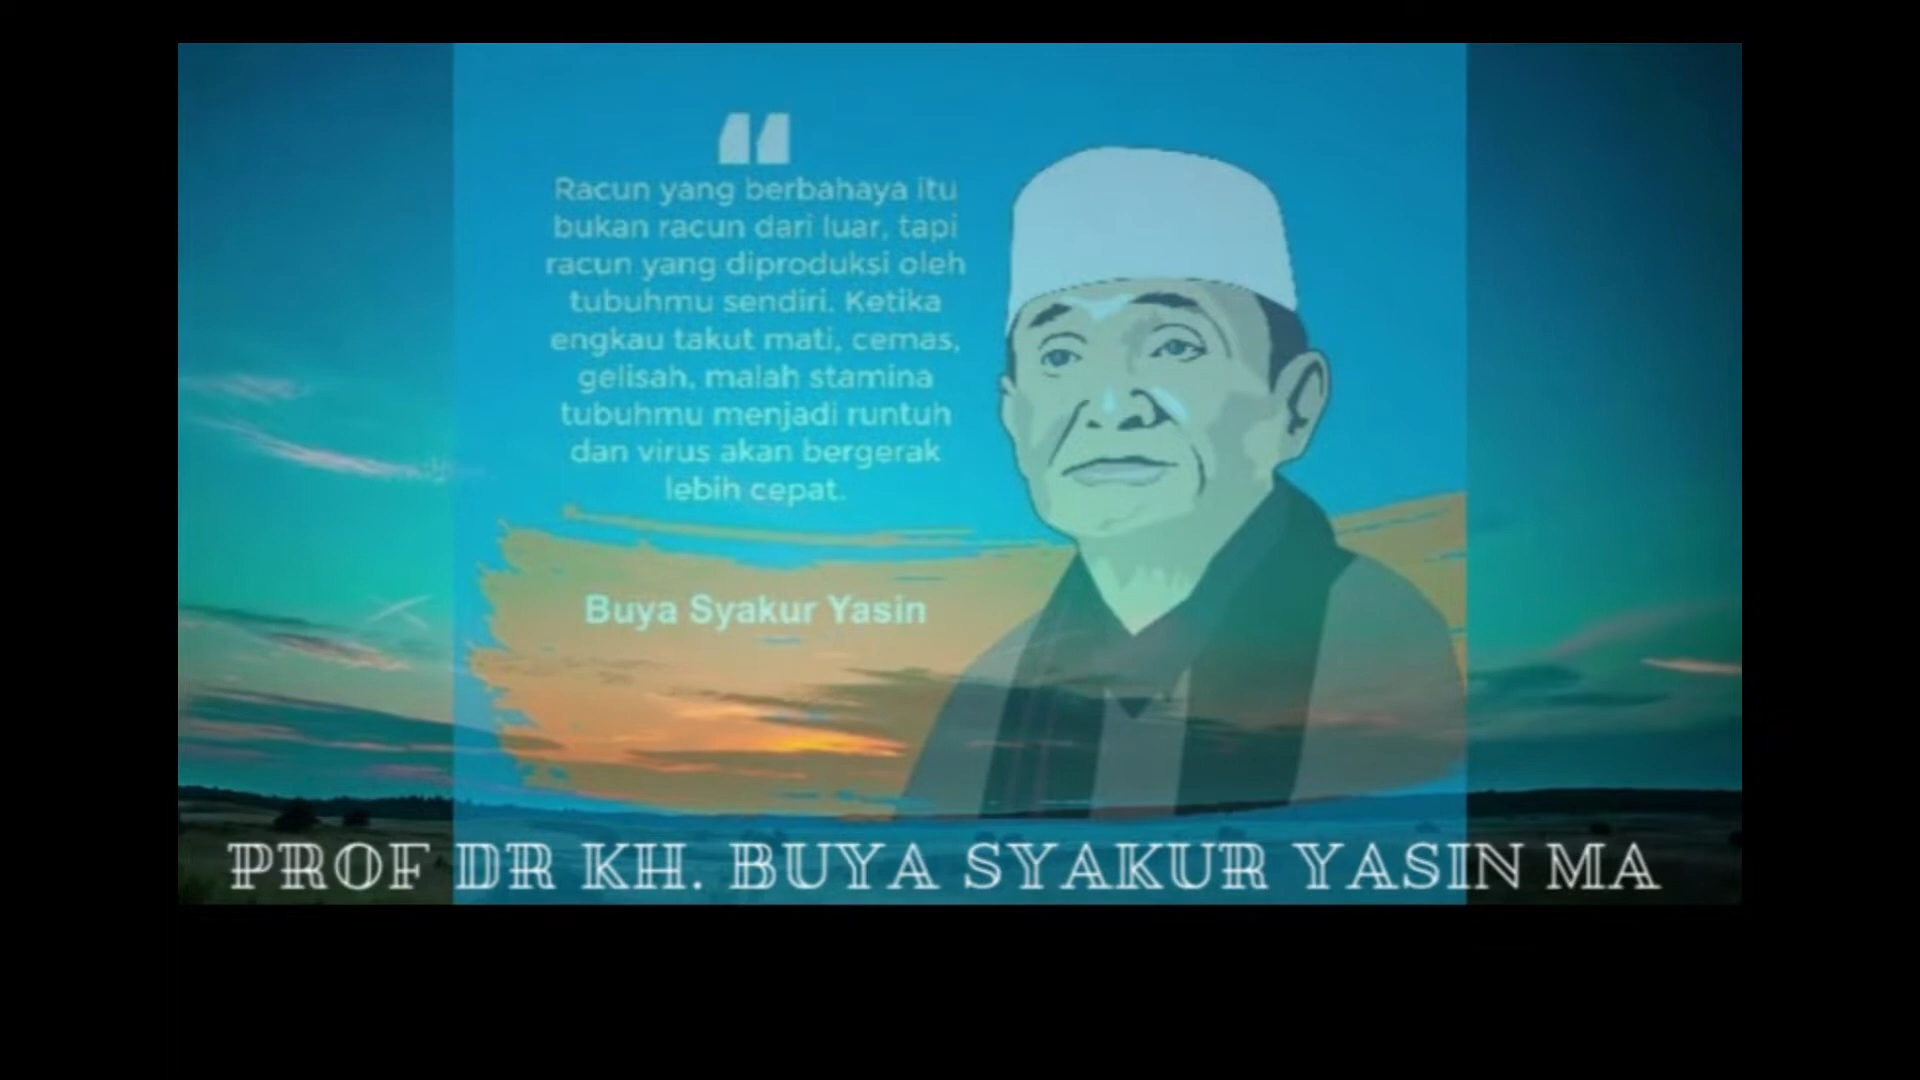 Racun yang berbahaya itu
bukan racun dari luar, tapi
racun yang diproduksi oleh
tubuhmu sendiri. Ketika
engkau takut mati, cemas,
gelisah, malah stamina
tubuhmu menjadi runtuh
dan virus akan bergerak
lebih cepat.
Buya Syakur Yasin
PROF DR KH. BUYA SYAKUR YASIN MA